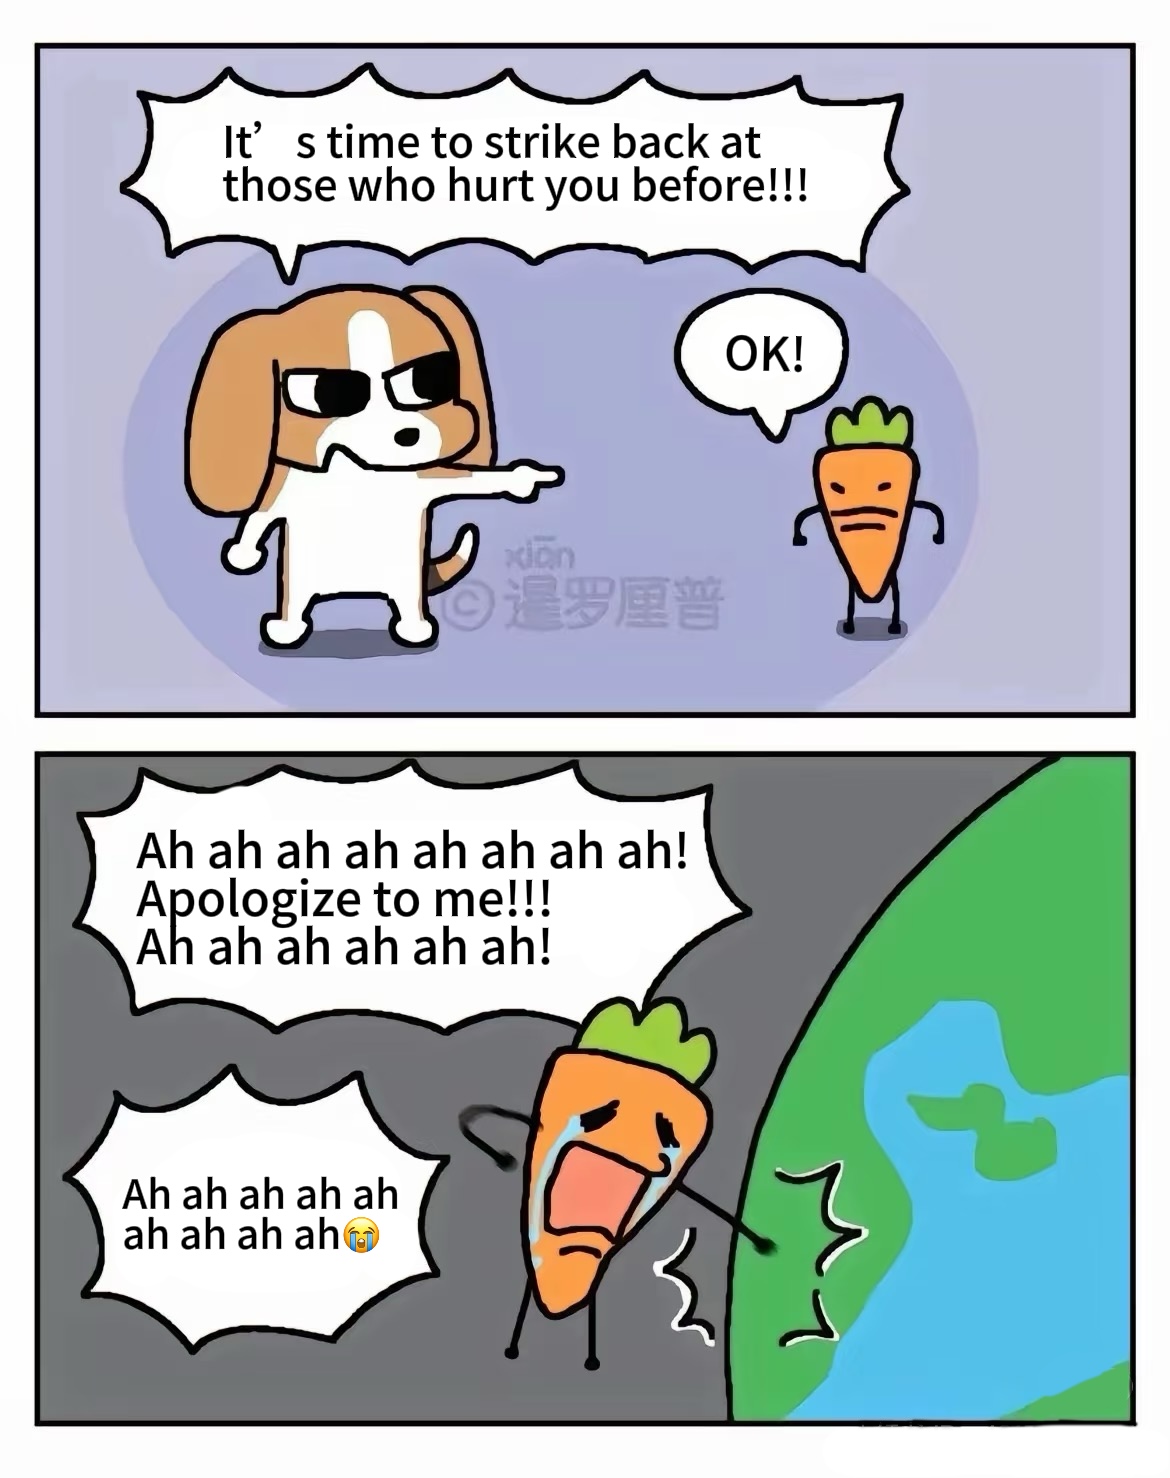 It’s time to strike back at
those who hurt you before!!!
OK!
xiān
©暹罗厘普
Ah ah ah ah ah ah ah ah!
Apologize to me!!!
Ah ah ah ah ah ah!
Ah ah ah ah ah
ah ah ah ah😭